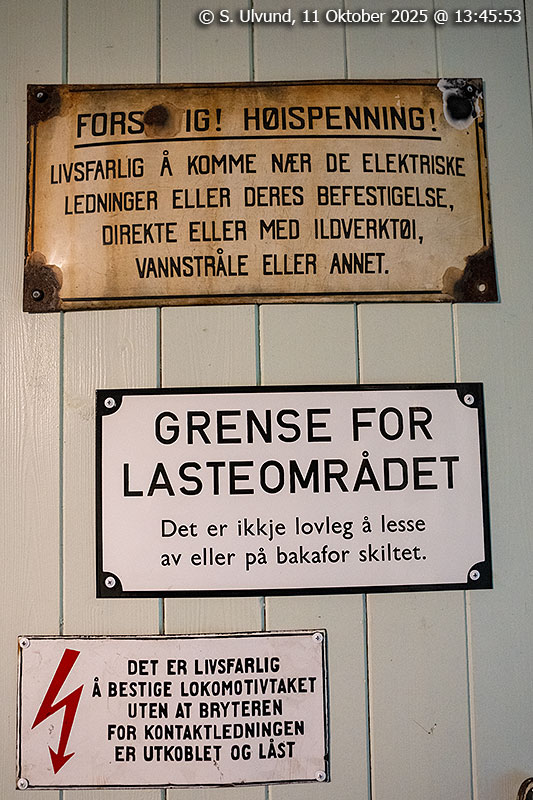 © S. Ulvund, 11 Oktober 2025 @ 13:45:53
FORS IG! HØISPENNING!
LIVSFARLIG Å KOMME NÆR DE ELEKTRISKE
LEDNINGER ELLER DERES BEFESTIGELSE,
DIREKTE ELLER MED ILDVERKTØI,
VANNSTRÅLE ELLER ANNET.
GRENSE FOR
LASTEOMRÅDET
Det er ikkje lovleg å lesse
av eller på bakafor skiltet.
DET ER LIVSFARLIG
Å BESTIGE LOKOMOTIVTAKET
UTEN AT BRYTEREN
FOR KONTAKTLEDNINGEN
ER UTKOBLET OG LÅST